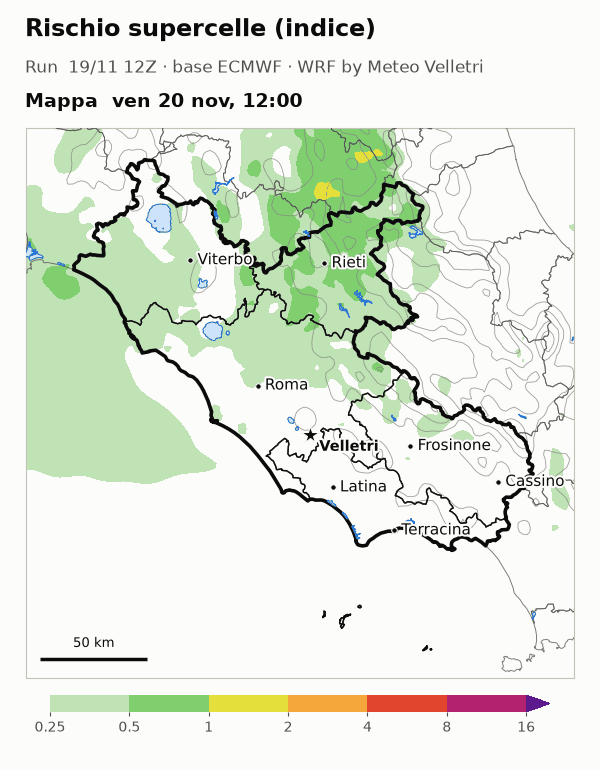 Rischio supercelle (indice)
Run  19/11 12Z · base ECMWF · WRF by Meteo Velletri
Mappa  ven 20 nov, 12:00
Viterbo
Rieti
Roma
Velletri
Frosinone
Cassino
Latina
Terracina
50 km
0.25 0.5 1 2 4 8 16